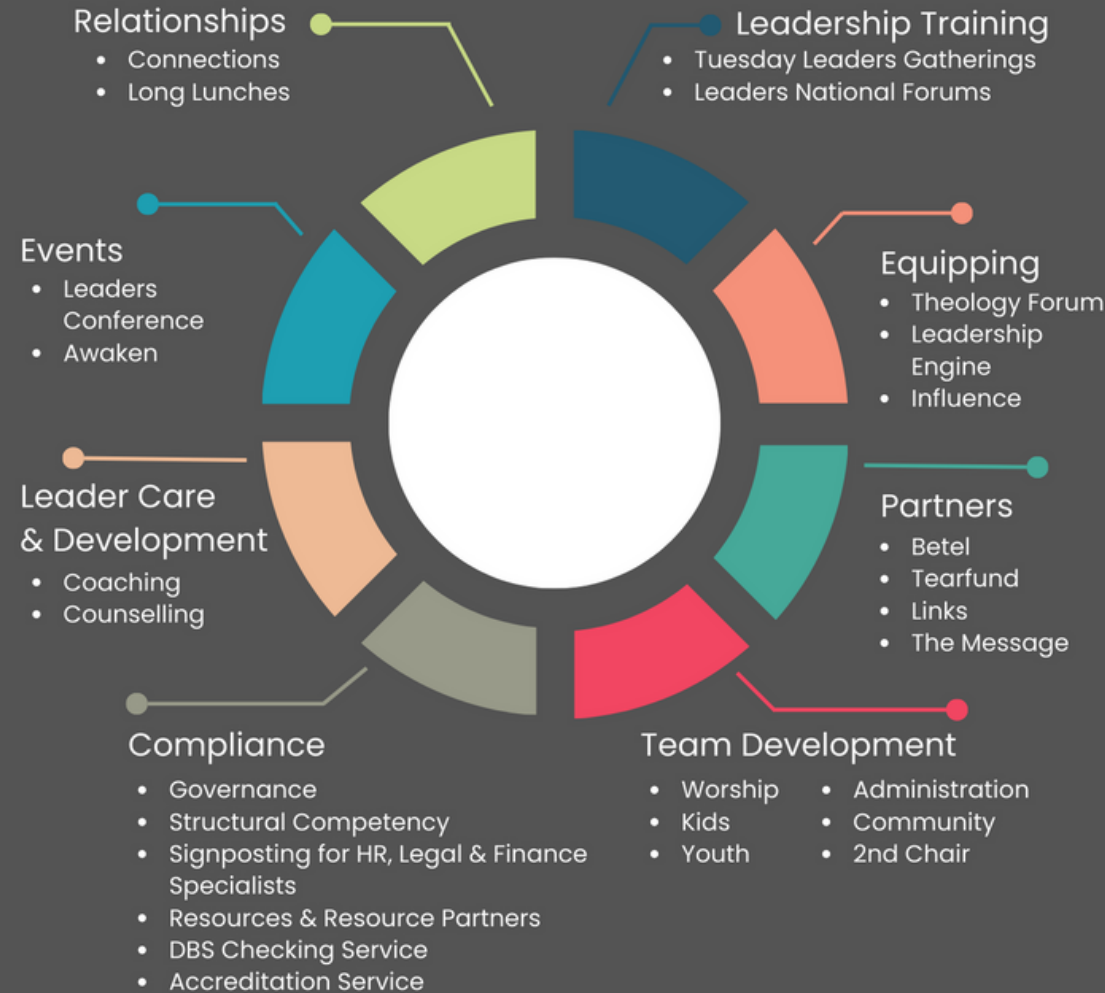 Relationships
• Connections
• Long Lunches
Leadership Training
• Tuesday Leaders Gatherings
• Leaders National Forums
Events
• Leaders
Conference
• Awaken
Equipping
• Theology Forum
• Leadership
Engine
• Influence
Leader Care
& Development
• Coaching
• Counselling
Partners
• Betel
• Tearfund
• Links
• The Message
Compliance
• Governance
• Structural Competency
• Signposting for HR, Legal & Finance
Specialists
• Resources & Resource Partners
• DBS Checking Service
• Accreditation Service
Team Development
• Worship
• Kids
• Youth
• Administration
• Community
• 2nd Chair